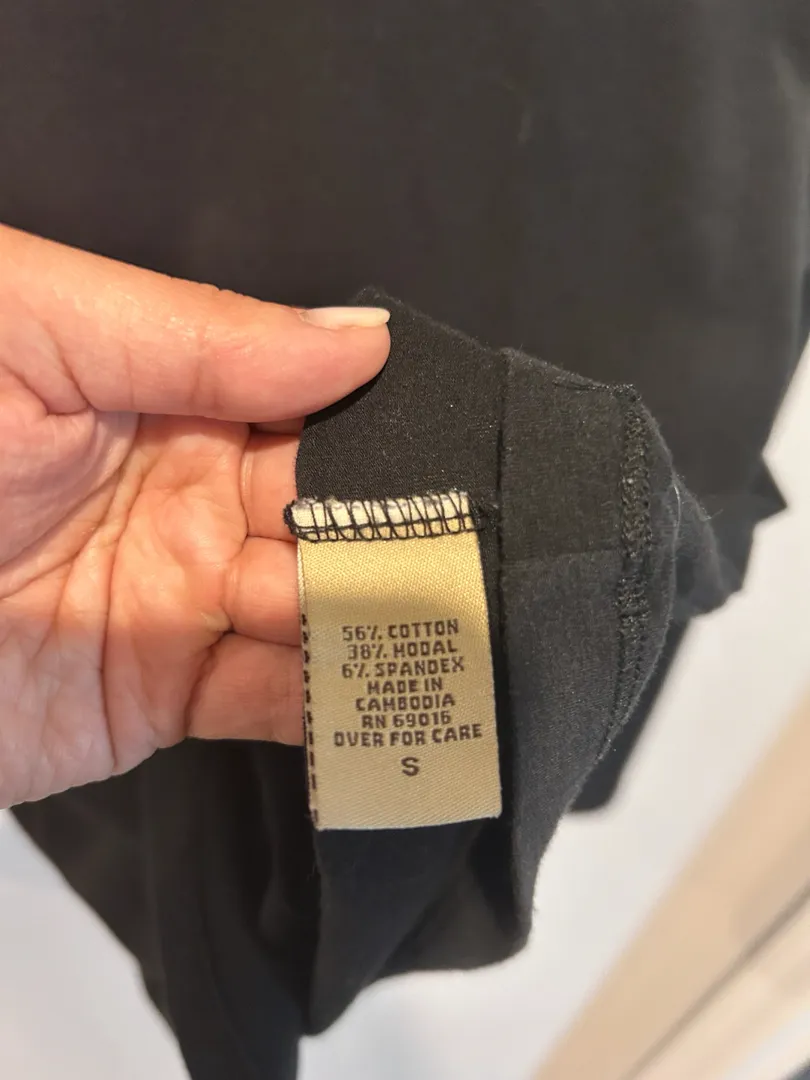 56% COTTON
38% MODAL
6% SPANDEX
MADE IN
CAMBODIA
RN 69016
OVER FOR CARE
S